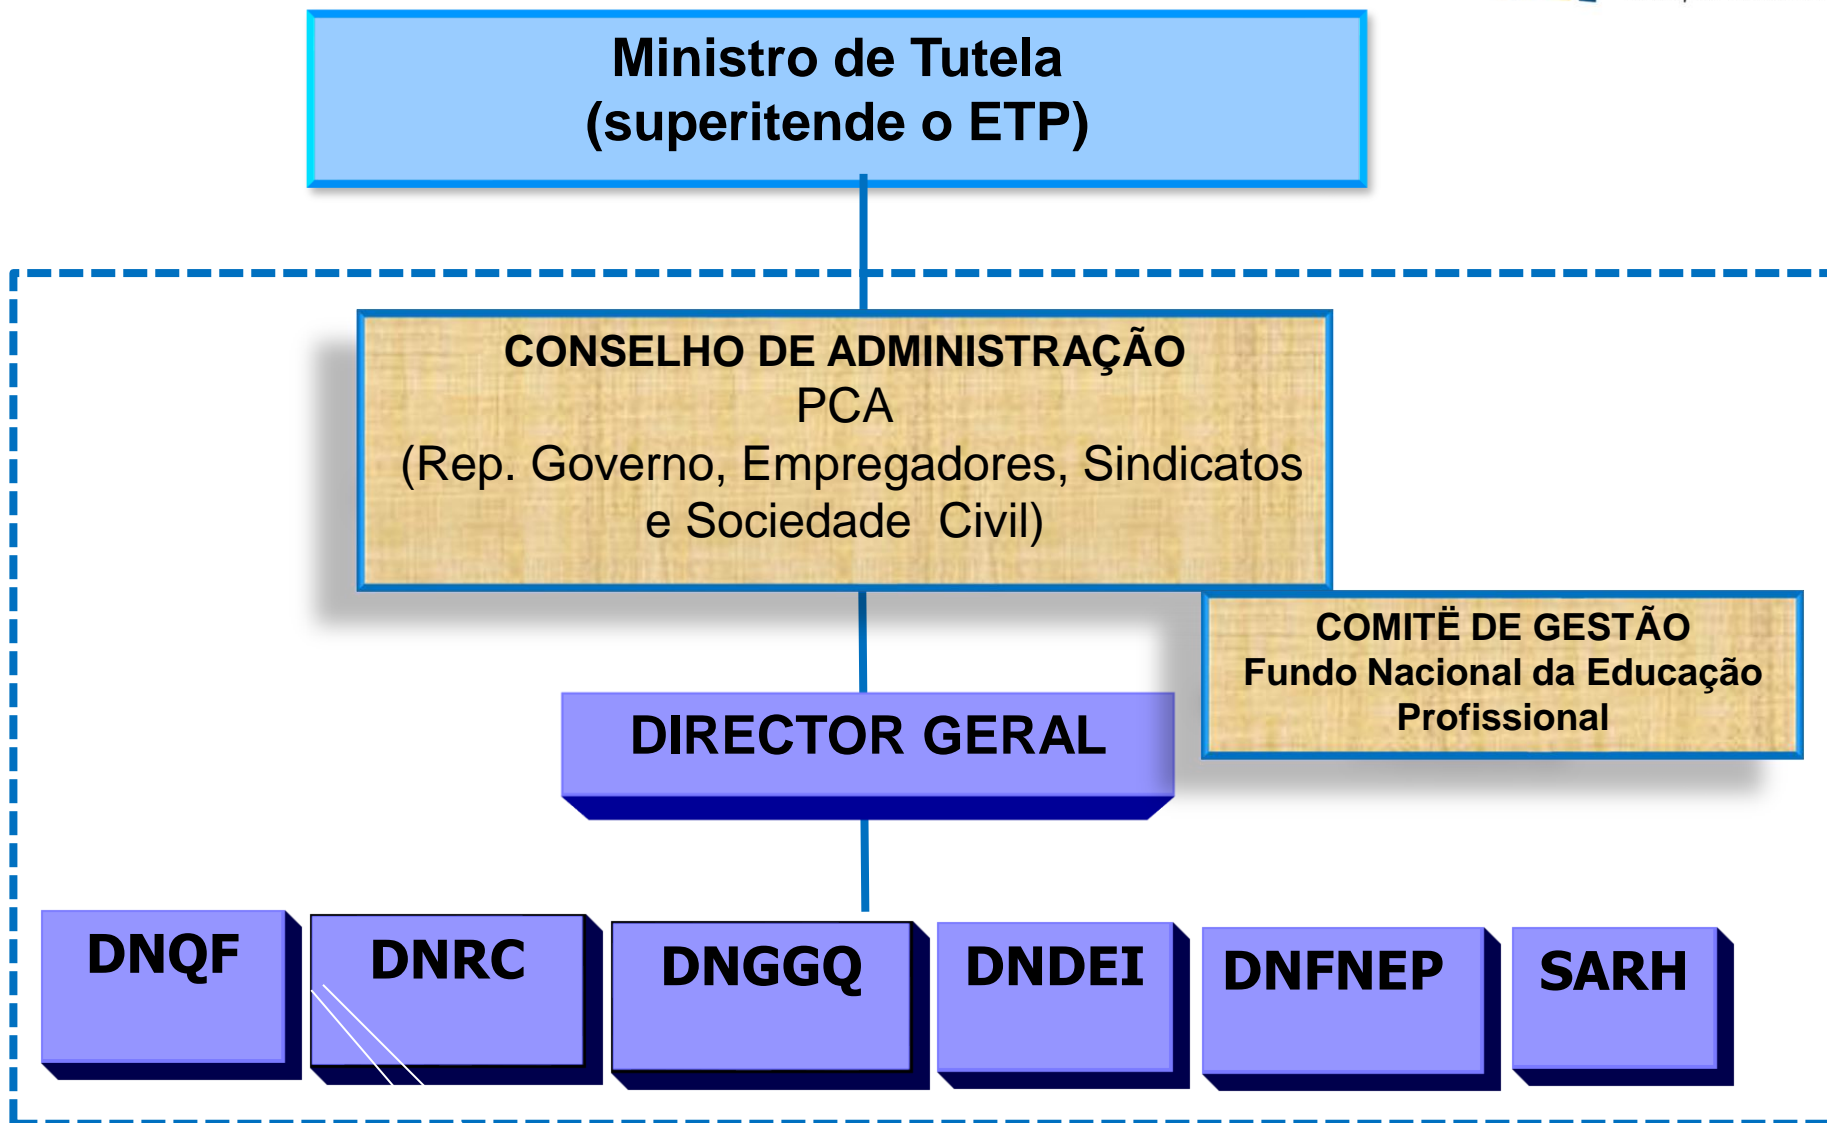 Ministro de Tutela
(superitende o ETP)
CONSELHO DE ADMINISTRAÇÃO
PCA
(Rep. Governo, Empregadores, Sindicatos
e Sociedade Civil)
COMITË DE GESTÃO
Fundo Nacional da Educação
Profissional
DIRECTOR GERAL
DNQF
DNRC
DNGGQ
DNDEI
DNFNEP
SARH